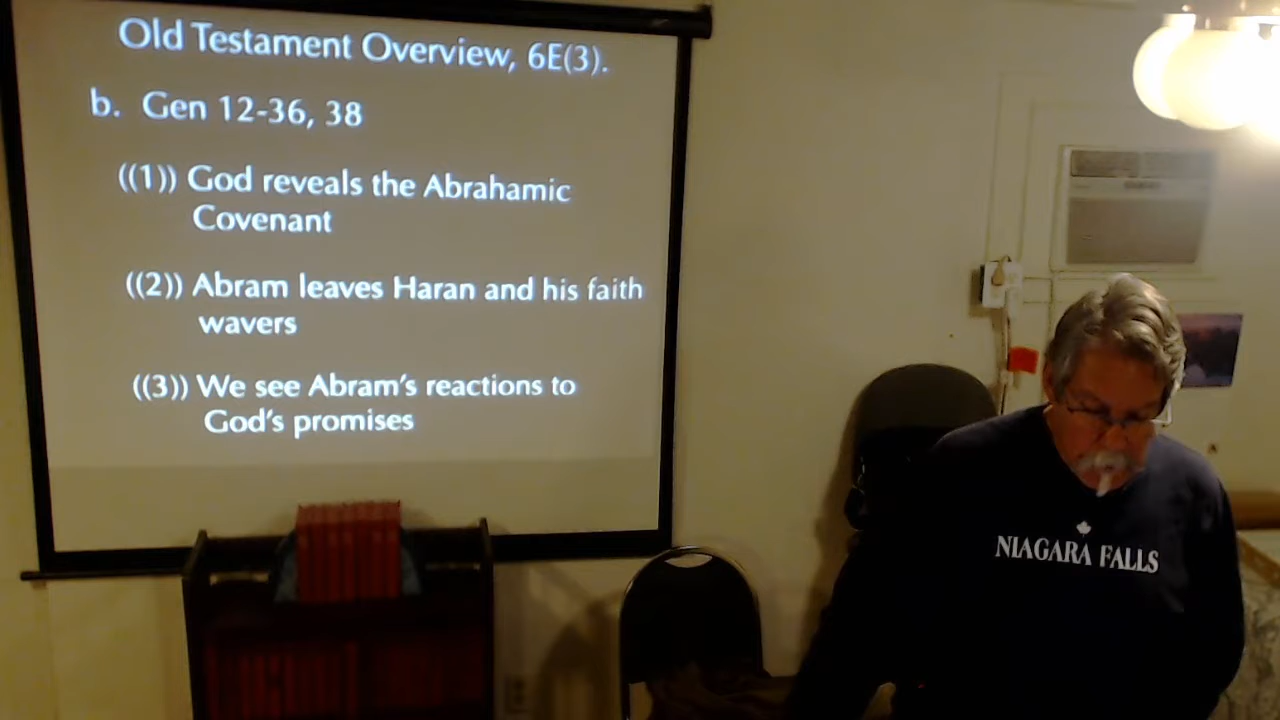 Old Testament Overview, 6E(3).
b. Gen 12-36, 38
((1)) God reveals the Abrahamic
Covenant
((2)) Abram leaves Haran and his faith
wavers
((3)) We see Abram's reactions to
God's promises
NIAGARA FALLS